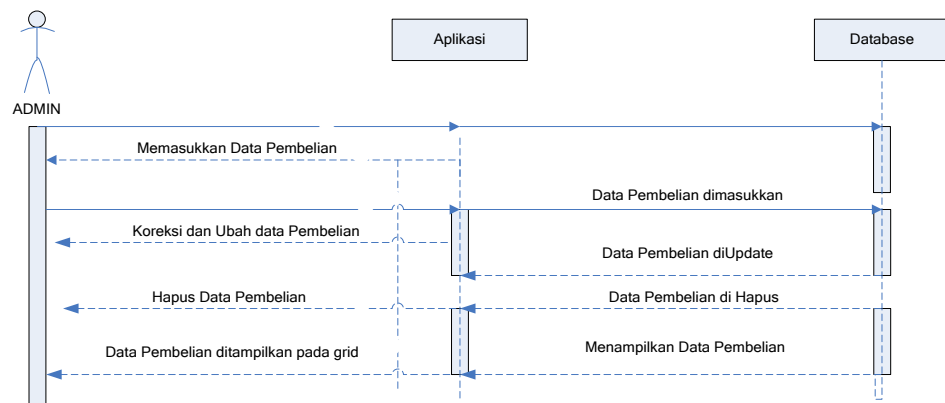 Aplikasi
Database
ADMIN
Memasukkan Data Pembelian
Data Pembelian dimasukkan
Koreksi dan Ubah data Pembelian
Data Pembelian diUpdate
Hapus Data Pembelian
Data Pembelian di Hapus
Data Pembelian ditampilkan pada grid
Menampilkan Data Pembelian